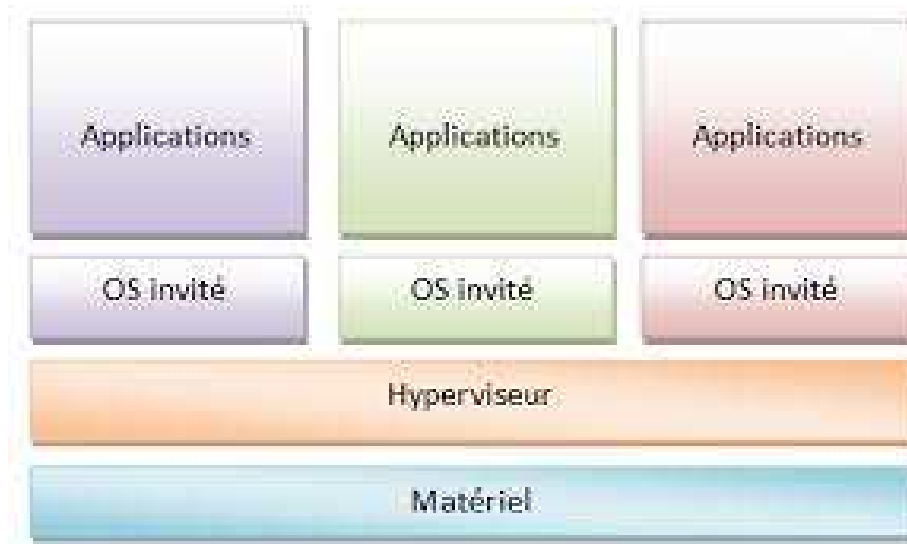 Applications
Applications
Applications
OS invité
OS invité
OS invité
Hyperviseur
Matériel